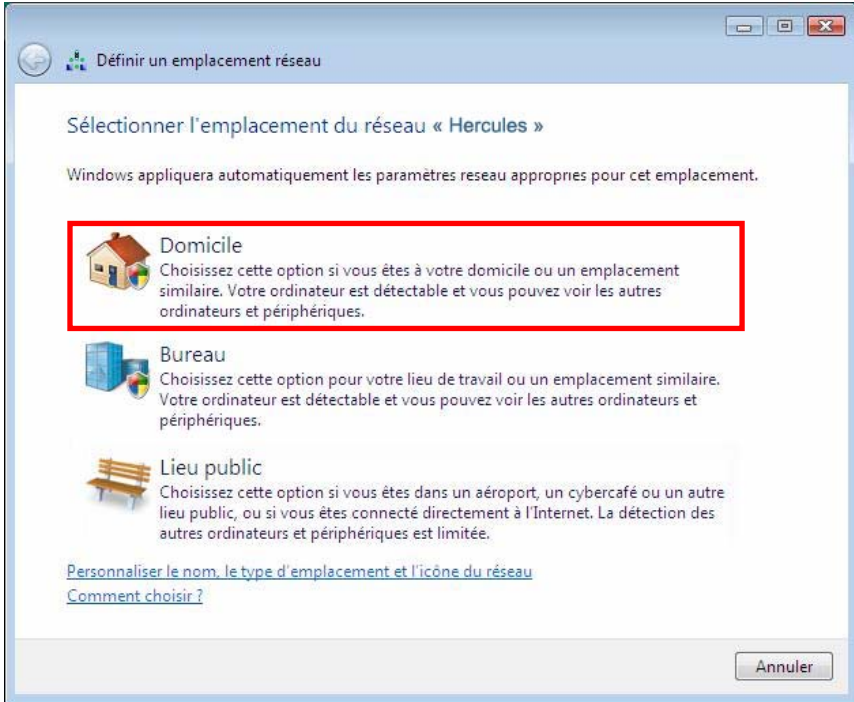 Définir un emplacement réseau
Sélectionner l'emplacement du réseau « Hercules »
Windows appliquera automatiquement les paramètres reseau appropries pour cet emplacement.
Domicile
Choisissez cette option si vous êtes à votre domicile ou un emplacement
similaire. Votre ordinateur est détectable et vous pouvez voir les autres
ordinateurs et périphériques.
Bureau
Choisissez cette option pour votre lieu de travail ou un emplacement similaire.
Votre ordinateur est détectable et vous pouvez voir les autres ordinateurs et
périphériques.
Lieu public
Choisissez cette option si vous êtes dans un aéroport, un cybercafé ou un autre
lieu public, ou si vous êtes connecté directement à l'Internet. La détection des
autres ordinateurs et périphériques est limitée.
Personnaliser le nom, le type d'emplacement et l'icône du réseau
Comment choisir ?
Annuler